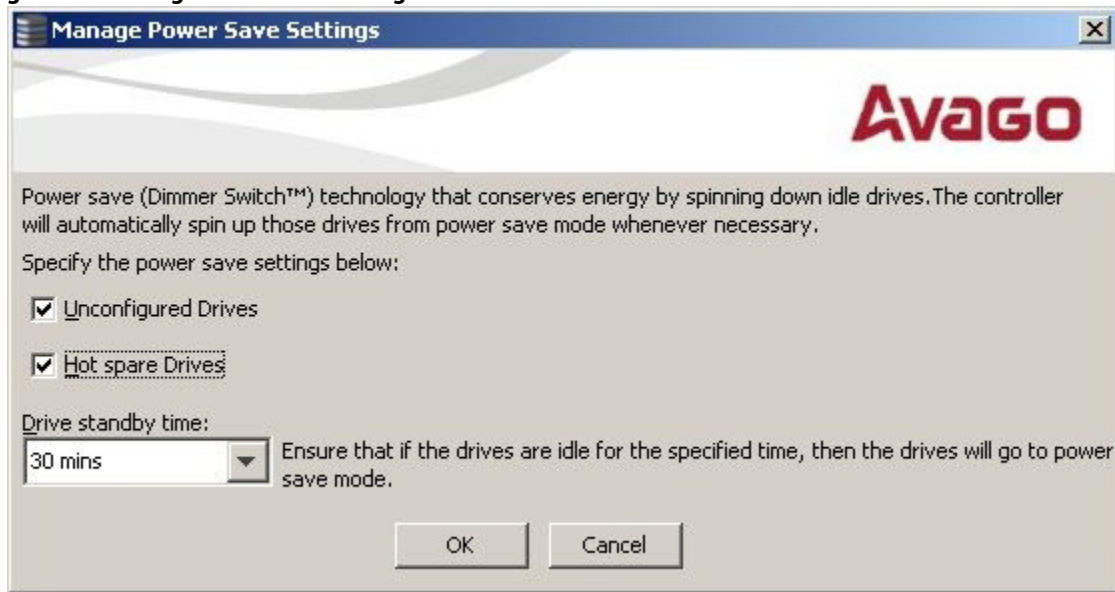 Manage Power Save Settings
AVAGO
Power save (Dimmer Switch™) technology that conserves energy by spinning down idle drives.The controller
will automatically spin up those drives from power save mode whenever necessary.
Specify the power save settings below:
Unconfigured Drives
Hot spare Drives
Drive standby time:
30 mins
Ensure that if the drives are idle for the specified time, then the drives will go to power
save mode.
OK
Cancel